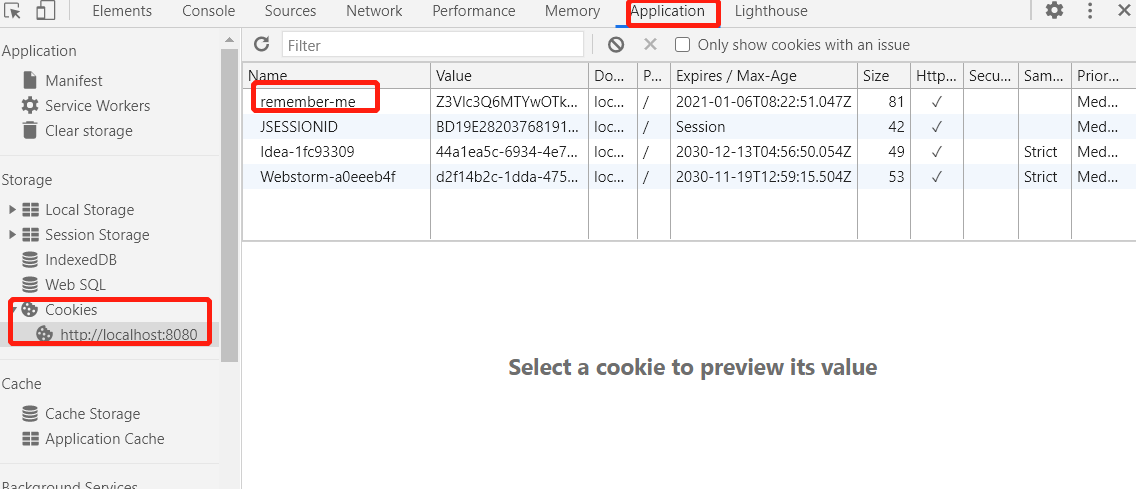 Elements Console Sources Network Performance Memory Application Lighthouse
Application
Manifest
Service Workers
Clear storage
Storage
Local Storage
Session Storage
IndexedDB
Web SQL
Cookies
http://localhost:8080
Cache
Cache Storage
Application Cache
Background Services
Filter
Only show cookies with an issue
Name Value Do... P... Expires / Max-Age Size Http... Secu... Sam... Prior...
remember-me Z3VIc3Q6MTYwOTk... loc... / 2021-01-06T08:22:51.047Z 81 ✓ Med...
JSESSIONID BD19E28203768191... loc... / Session 42 ✓ Med...
Idea-1fc93309 44a1ea5c-6934-4e7... loc... / 2030-12-13T04:56:50.054Z 49 ✓ Strict Med...
Webstorm-a0eeeb4f d2f14b2c-1dda-475... loc... / 2030-11-19T12:59:15.504Z 53 ✓ Strict Med...
Select a cookie to preview its value